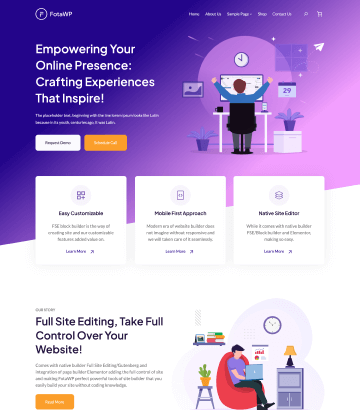 FotaWP
Home About Us Sample Page Shop Contact Us
Empowering Your
Online Presence:
Crafting Experiences
That Inspire!
The placeholder text, beginning with the line lorem ipsum looks like Latin
because in its youth, centuries ago, it was Latin.
Request Demo Schedule Call
29
Easy Customizable
FSE block builder is the way of
creating site and our customizable
features added value on.
Learn More
Mobile First Approach
Modern era of website builder does
not imagine without responsive and
we will taken care of it seamlessly.
Learn More
Native Site Editor
While it comes with native builder
FSE/Block builder and Elementor,
making so easy.
Learn More
OUR STORY
Full Site Editing, Take Full
Control Over Your
Website!
Comes with native builder Full Site Editing/Gutenberg and
integration of page builder Elementor adding the full control of site
and making FotaWP perfect powerful tools of site builder that you
easily build your site without coding knowledge.
Read More